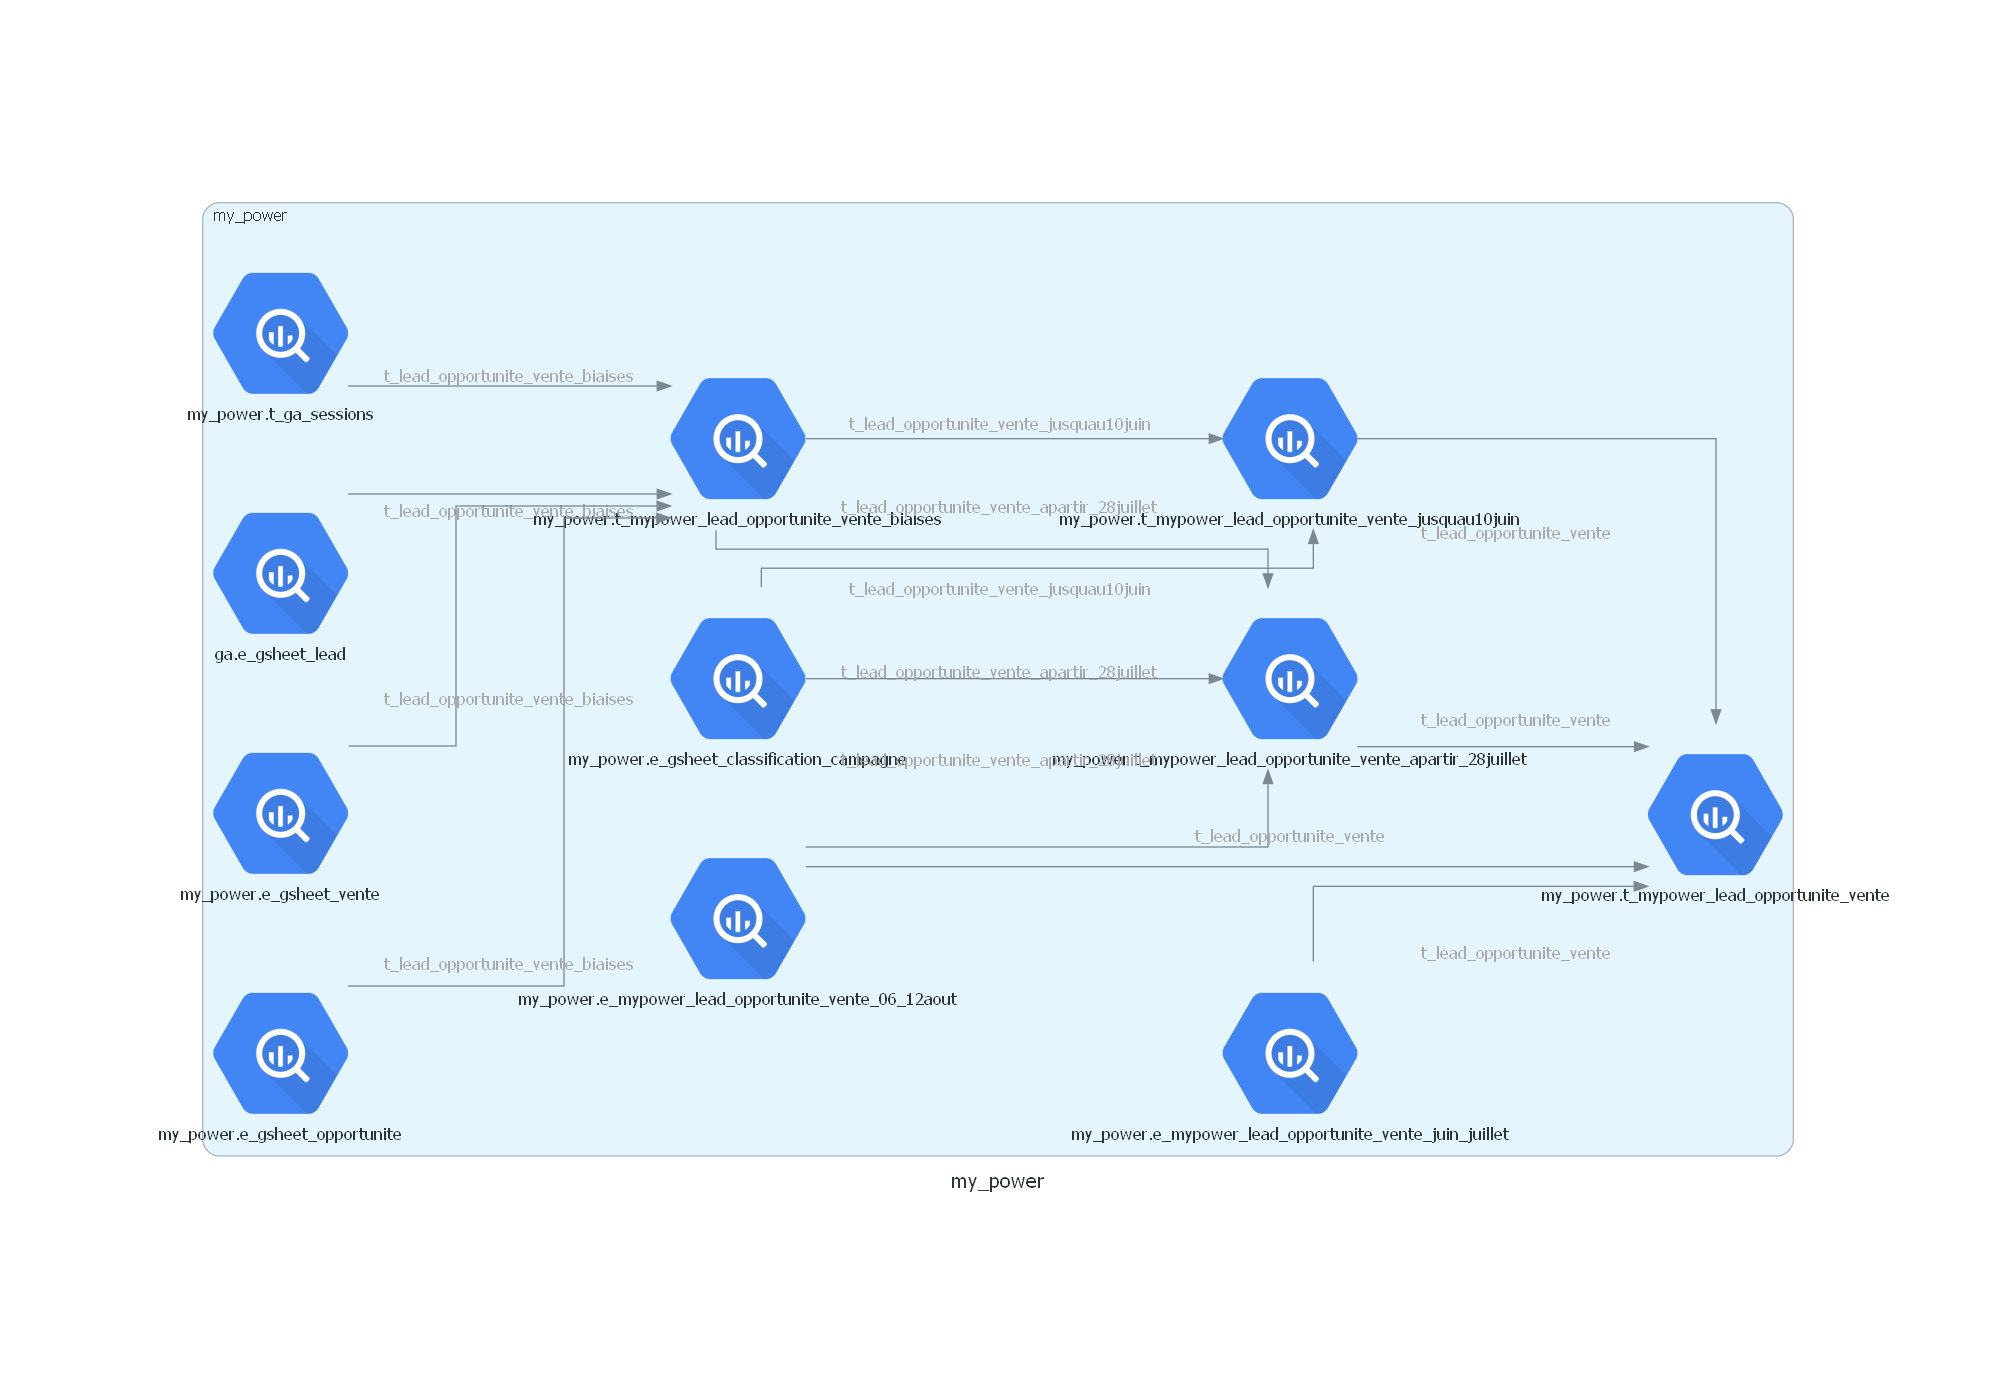 my_power
t_lead_opportunite_vente_biaises
my_power.t_ga_sessions
t_lead_opportunite_vente_jusquau10juin
t_lead_opportunite_vente_biaises
t_lead_opportunite_vente_apartir_28juillet
my_power.t_mypower_lead_opportunite_vente_biaises
my_power.t_mypower_lead_opportunite_vente_jusquau10juin
t_lead_opportunite_vente
t_lead_opportunite_vente_jusquau10juin
ga.e_gsheet_lead
t_lead_opportunite_vente_apartir_28juillet
t_lead_opportunite_vente_biaises
t_lead_opportunite_vente
my_power.e_gsheet_classification_campagne
t_lead_opportunite_vente_apartir_28juillet
my_power.t_mypower_lead_opportunite_vente_apartir_28juillet
t_lead_opportunite_vente
my_power.e_gsheet_vente
my_power.t_mypower_lead_opportunite_vente
t_lead_opportunite_vente_biaises
t_lead_opportunite_vente
my_power.e_mypower_lead_opportunite_vente_06_12aout
my_power.e_gsheet_opportunite
my_power.e_mypower_lead_opportunite_vente_juin_juillet
my_power